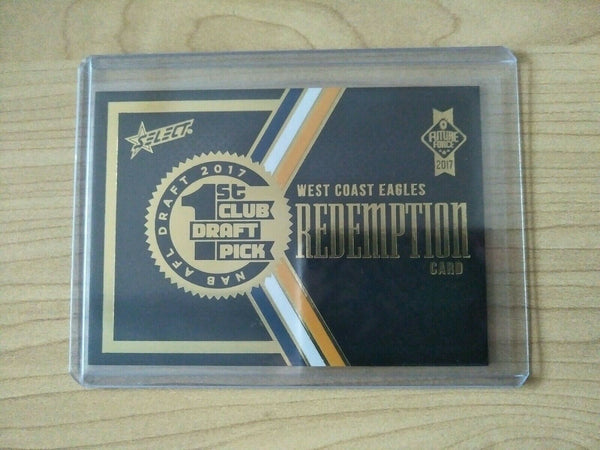 SELECT
NAB AFL DRAFT 2017
1ST
CLUB
DRAFT
PICK
FUTURE
FORCE
2017
WEST COAST EAGLES
REDEMPTION
CARD